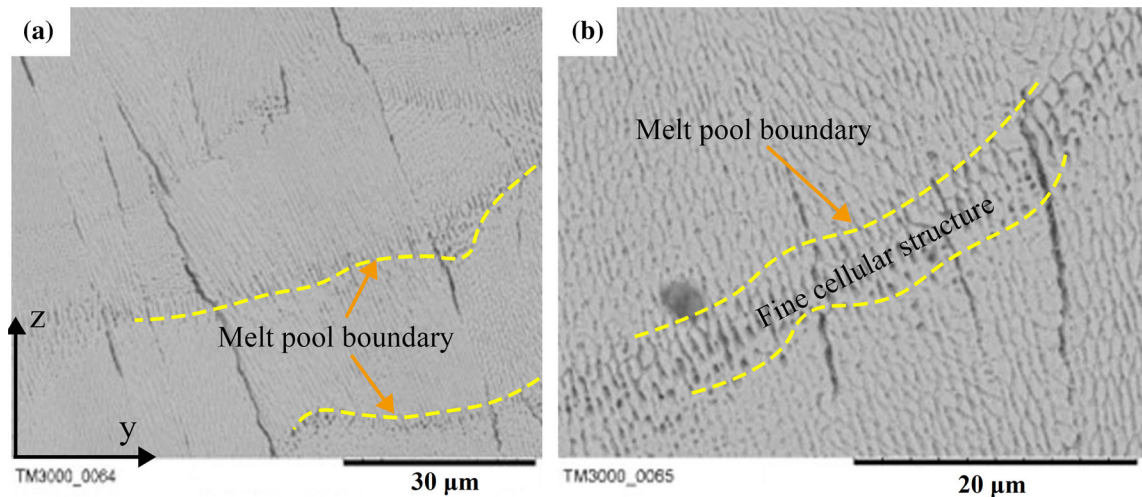 (a)
Melt pool boundary
z
y
TM3000_0064
30 μm
(b)
Melt pool boundary
Fine cellular structure
TM3000_0065
20 μm